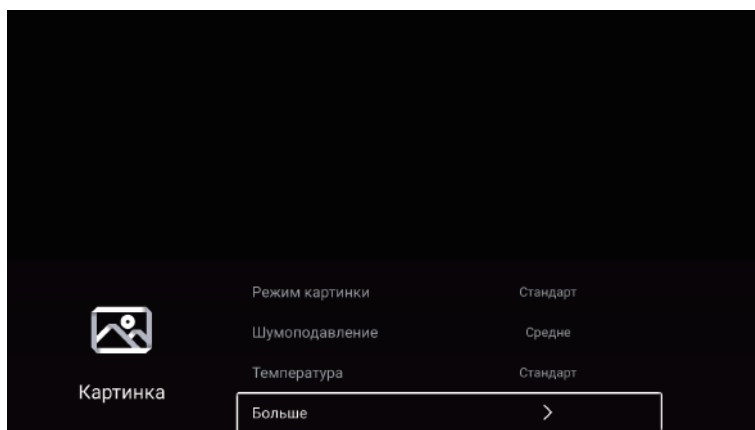 Режим картинки Стандарт
Шумоподавление Средне
Температура Стандарт
Картинка
Больше